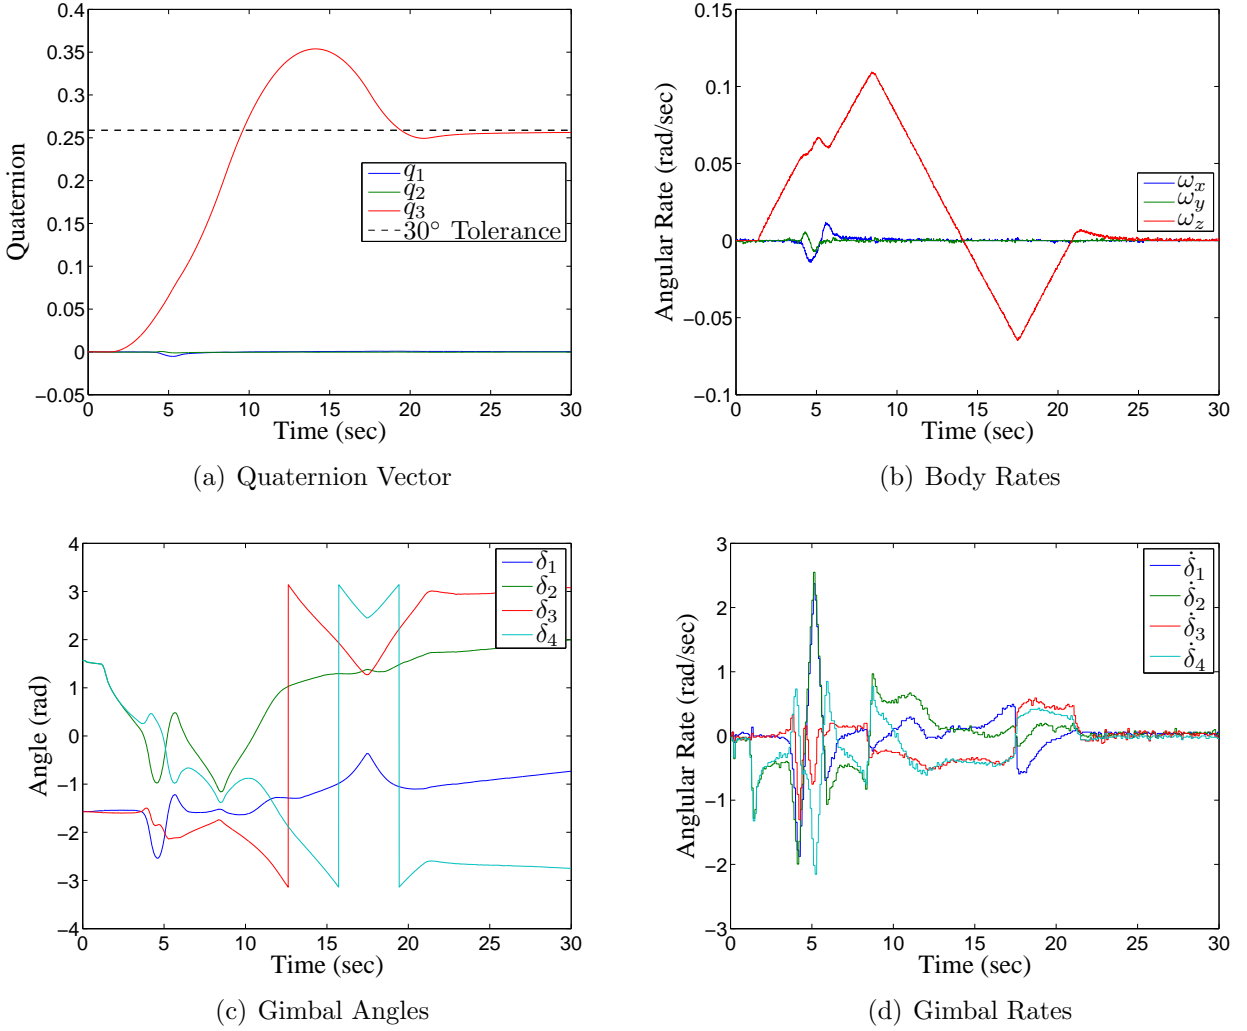 0.4
0.35
0.3
0.25
0.2
0.15
0.1
0.05
0
−0.05
Quaternion
q1
q2
q3
30° Tolerance
0 5 10 15 20 25 30
Time (sec)
(a) Quaternion Vector
0.15
0.1
0.05
0
−0.05
−0.1
Angular Rate (rad/sec)
ωx
ωy
ωz
0 5 10 15 20 25 30
Time (sec)
(b) Body Rates
4
3
2
1
0
−1
−2
−3
−4
Angle (rad)
δ1
δ2
δ3
δ4
0 5 10 15 20 25 30
Time (sec)
(c) Gimbal Angles
3
2
1
0
−1
−2
−3
Anglular Rate (rad/sec)
δ̇1
δ̇2
δ̇3
δ̇4
0 5 10 15 20 25 30
Time (sec)
(d) Gimbal Rates